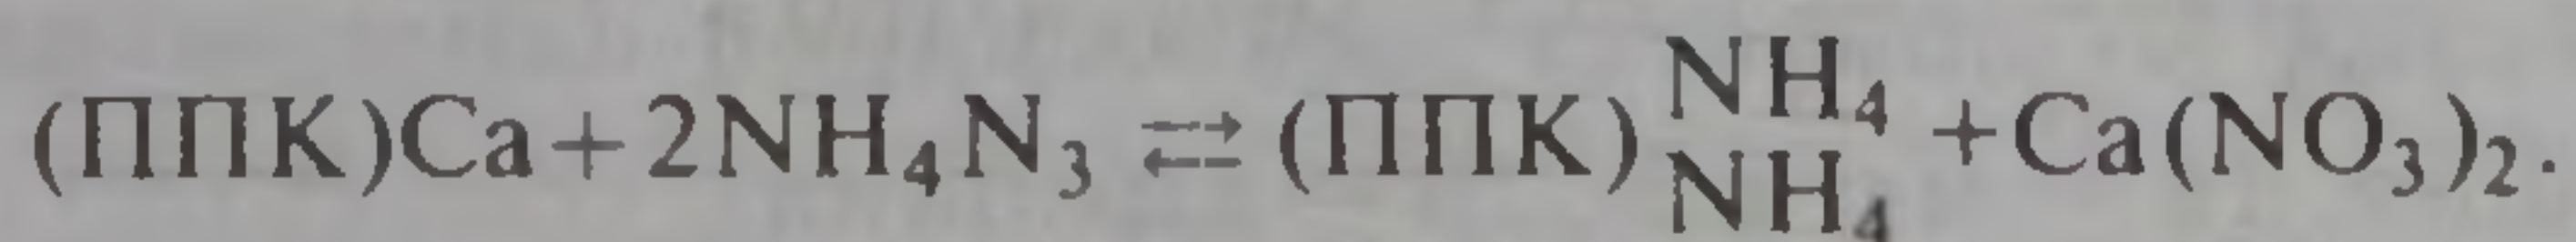 (ППК)Ca+2NH₄N₃ ⇄ (ППК)NH₄ NH₄ +Ca(NO₃)₂.